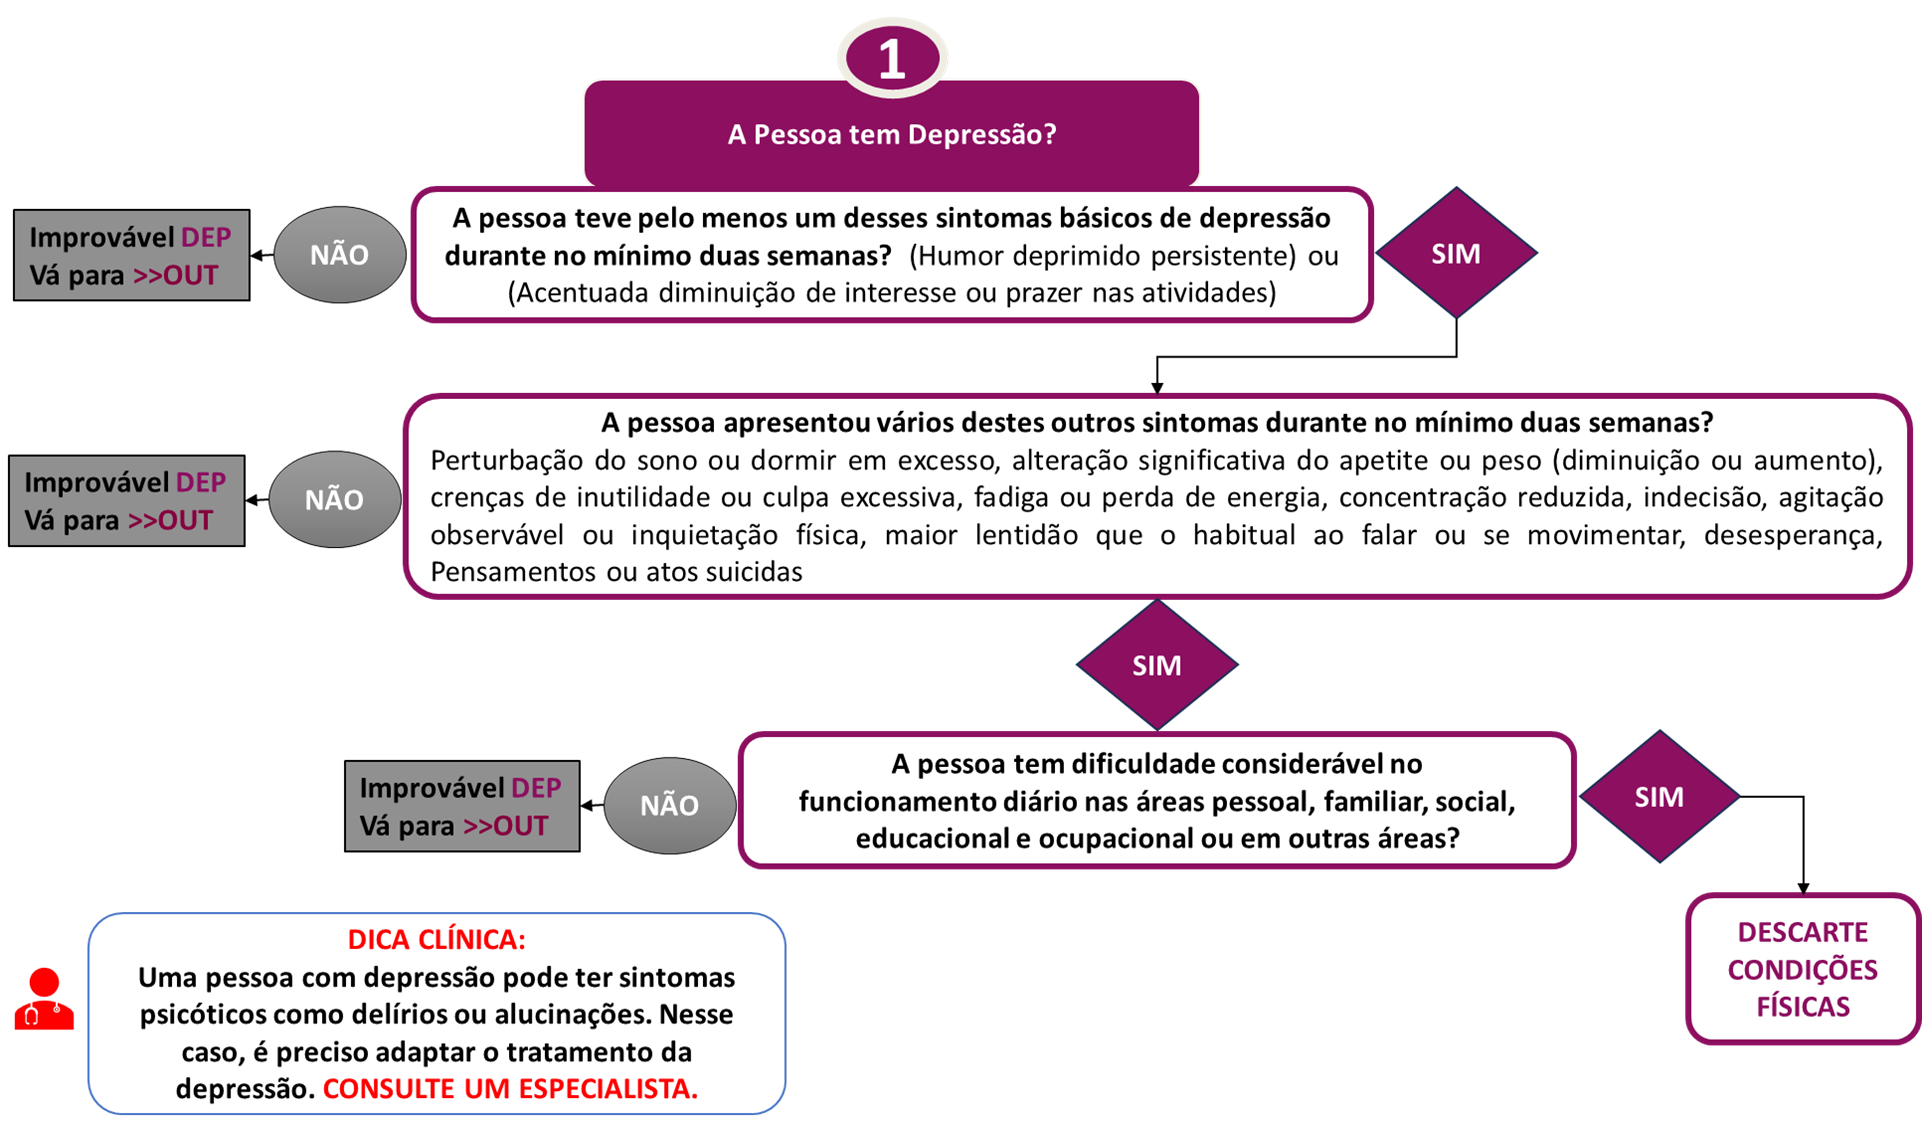 1
A Pessoa tem Depressão?
A pessoa teve pelo menos um desses sintomas básicos de depressão
durante no mínimo duas semanas? (Humor deprimido persistente) ou
(Acentuada diminuição de interesse ou prazer nas atividades)
SIM
NÃO
Improvável DEP
Vá para >>OUT
A pessoa apresentou vários destes outros sintomas durante no mínimo duas semanas?
Perturbação do sono ou dormir em excesso, alteração significativa do apetite ou peso (diminuição ou aumento),
crenças de inutilidade ou culpa excessiva, fadiga ou perda de energia, concentração reduzida, indecisão, agitação
observável ou inquietação física, maior lentidão que o habitual ao falar ou se movimentar, desesperança,
Pensamentos ou atos suicidas
NÃO
Improvável DEP
Vá para >>OUT
SIM
A pessoa tem dificuldade considerável no
funcionamento diário nas áreas pessoal, familiar, social,
educacional e ocupacional ou em outras áreas?
NÃO
Improvável DEP
Vá para >>OUT
SIM
DESCARTE
CONDIÇÕES
FÍSICAS
DICA CLÍNICA:
Uma pessoa com depressão pode ter sintomas
psicóticos como delírios ou alucinações. Nesse
caso, é preciso adaptar o tratamento da
depressão. CONSULTE UM ESPECIALISTA.